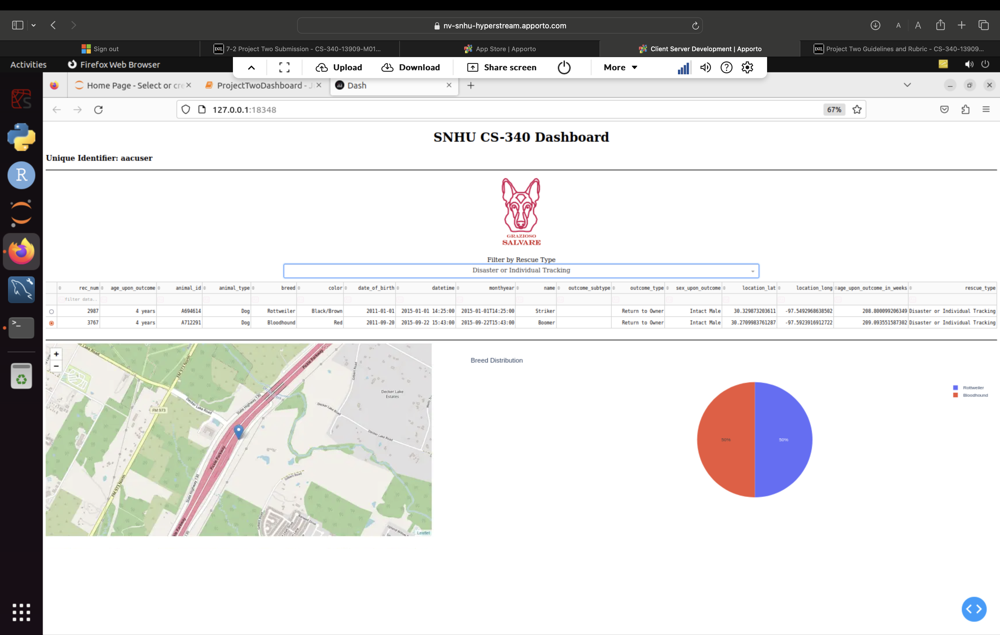 nv-snhu-hyperstream.apporto.com
A A
Sign out
D2L 7-2 Project Two Submission - CS-340-13909-M01...
App Store | Apporto
Client Server Development | Apporto
D2L Project Two Guidelines and Rubric - CS-340-13909...
Activities Firefox Web Browser
Upload Download Share screen More
Home Page - Select or cre
ProjectTwoDashboard - J
Dash
127.0.0.1:18348
67%
SNHU CS-340 Dashboard
Unique Identifier: aacuser
GRAZIOSO
SALVARE
Filter by Rescue Type
Disaster or Individual Tracking
rec_num age_upon_outcome animal_id animal_type breed color date_of_birth datetime monthyear name outcome_subtype outcome_type sex_upon_outcome location_lat location_long age_upon_outcome_in_weeks rescue_type
filter data..
2987 4 years A694614 Dog Rottweiler Black/Brown 2011-01-01 2015-01-01 14:25:00 2015-01-01T14:25:00 Striker Return to Owner Intact Male 30.329873203611 -97.5492968638502 208.800099206349 Disaster or Individual Tracking
3767 4 years A712291 Dog Bloodhound Red 2011-09-20 2015-09-22 15:43:00 2015-09-22T15:43:00 Boomer Return to Owner Intact Male 30.2709983761287 -97.5923916912722 209.093551587302 Disaster or Individual Tracking
+
−
Lake Road
FM 973 North
Pickle Parkway
Gilbert Road
Decker Lake
Estates
Decker Lake Road
State Highway 130
Decker Lake Road
FM 973
Decker Lake Road
Pickle Parkway
Gilbert Road
State Highway 130
FM 973 North
Gilbert Road
Parkway
130
Leaflet
Breed Distribution
Rottweiler
Bloodhound
50%
50%
R